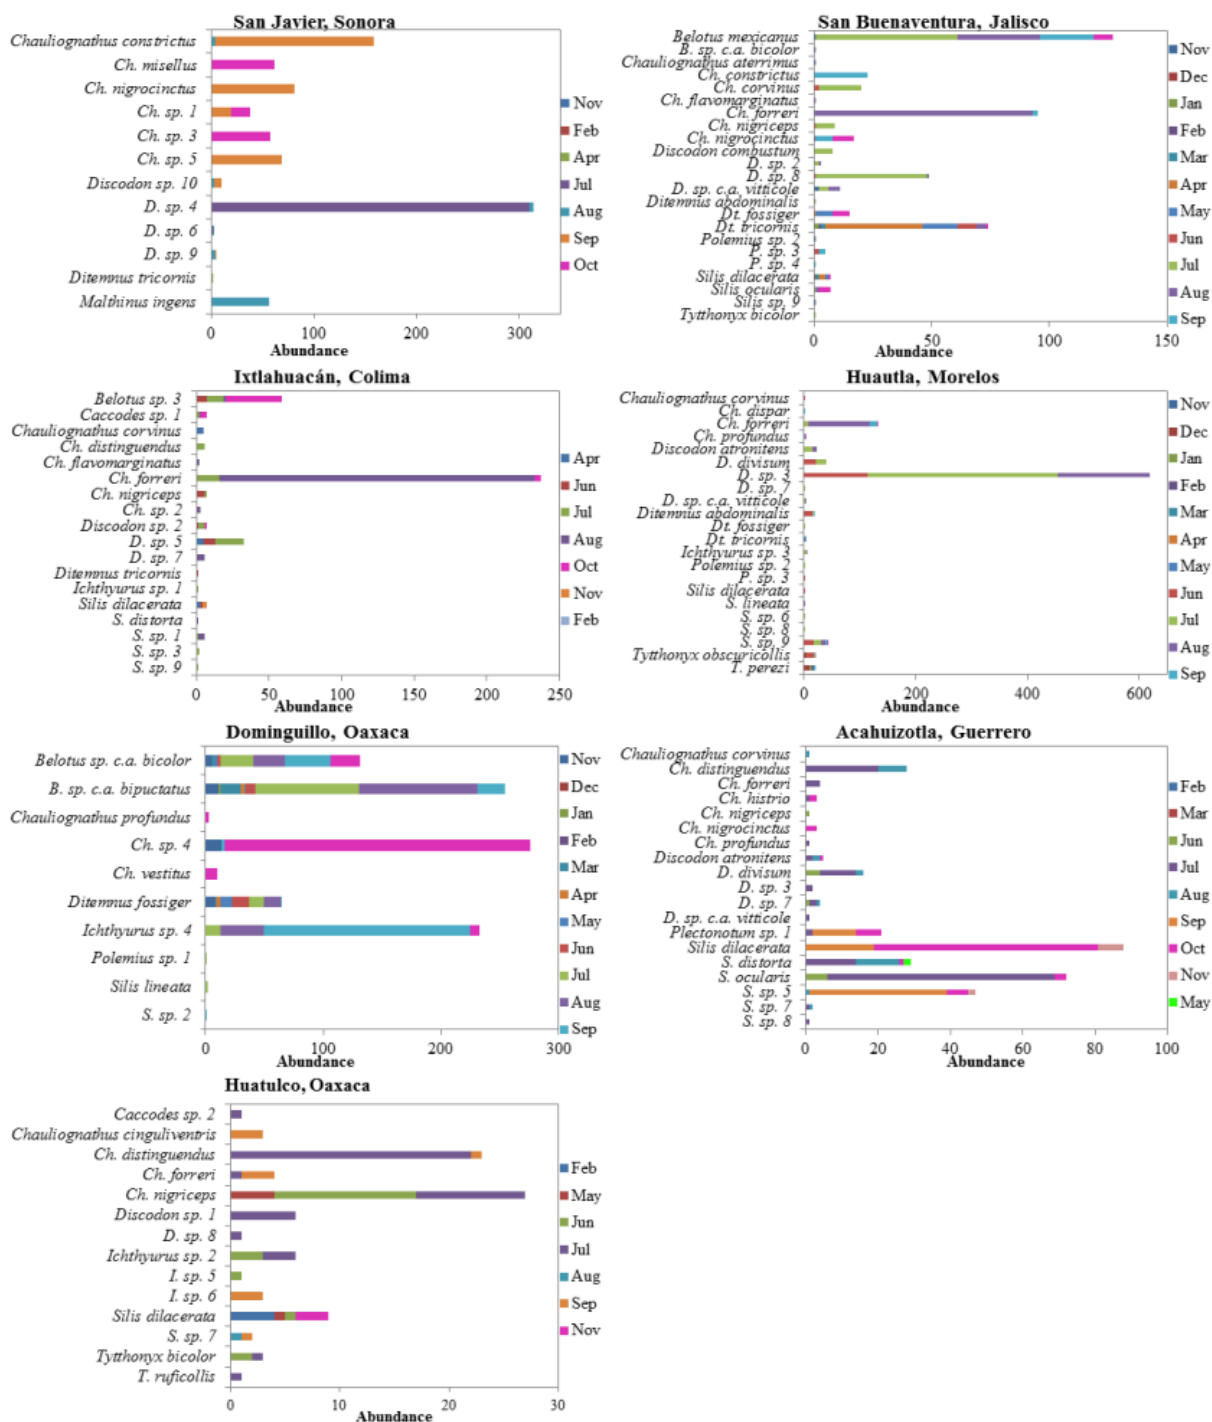 San Javier, Sonora
Chauliognathus constrictus
Ch. misellus
Ch. nigrocinctus
Ch. sp. 1
Ch. sp. 3
Ch. sp. 5
Discodon sp. 10
D. sp. 4
D. sp. 6
D. sp. 9
Ditemnus tricornis
Malthinus ingens
0 100 200 300
Abundance
Nov
Feb
Apr
Jul
Aug
Sep
Oct
San Buenaventura, Jalisco
Belotus mexicanus
B. sp. c.a. bicolor
Chauliognathus aterrimus
Ch. constrictus
Ch. corvinus
Ch. flavomarginatus
Ch. forreri
Ch. nigriceps
Ch. nigrocinctus
Discodon combustum
D. sp. 2
D. sp. 8
D. sp. c.a. vitticole
Ditemnus abdominalis
Dt. fossiger
Dt. tricornis
Polemius sp. 2
P. sp. 3
P. sp. 4
Silis dilacerata
Silis ocularis
Silis sp. 9
Tytthonyx bicolor
0 50 100 150
Abundance
Nov
Dec
Jan
Feb
Mar
Apr
May
Jun
Jul
Aug
Sep
Ixtlahuacán, Colima
Belotus sp. 3
Caccodes sp. 1
Chauliognathus corvinus
Ch. distinguendus
Ch. flavomarginatus
Ch. forreri
Ch. nigriceps
Ch. sp. 2
Discodon sp. 2
D. sp. 5
D. sp. 7
Ditemnus tricornis
Ichthyurus sp. 1
Silis dilacerata
S. distorta
S. sp. 1
S. sp. 3
S. sp. 9
0 50 100 150 200 250
Abundance
Apr
Jun
Jul
Aug
Oct
Nov
Feb
Huautla, Morelos
Chauliognathus corvinus
Ch. dispar
Ch. forreri
Ch. profundus
Discodon atronitens
D. divisum
D. sp. 3
D. sp. 7
D. sp. c.a. vitticole
Ditemnus abdominalis
Dt. fossiger
Dt. tricornis
Ichthyurus sp. 3
Polemius sp. 2
P. sp. 3
Silis dilacerata
S. lineata
S. sp. 6
S. sp. 8
S. sp. 9
Tytthonyx obscuricollis
T. perezi
0 200 400 600
Abundance
Nov
Dec
Jan
Feb
Mar
Apr
May
Jun
Jul
Aug
Sep
Dominguillo, Oaxaca
Belotus sp. c.a. bicolor
B. sp. c.a. bipuctatus
Chauliognathus profundus
Ch. sp. 4
Ch. vestitus
Ditemnus fossiger
Ichthyurus sp. 4
Polemius sp. 1
Silis lineata
S. sp. 2
0 100 200 300
Abundance
Nov
Dec
Jan
Feb
Mar
Apr
May
Jun
Jul
Aug
Sep
Acahuizotla, Guerrero
Chauliognathus corvinus
Ch. distinguendus
Ch. forreri
Ch. histrio
Ch. nigriceps
Ch. nigrocinctus
Ch. profundus
Discodon atronitens
D. divisum
D. sp. 3
D. sp. 7
D. sp. c.a. vitticole
Plectonotum sp. 1
Silis dilacerata
S. distorta
S. ocularis
S. sp. 5
S. sp. 7
S. sp. 8
0 20 40 60 80 100
Abundance
Feb
Mar
Jun
Jul
Aug
Sep
Oct
Nov
May
Huatulco, Oaxaca
Caccodes sp. 2
Chauliognathus cinguliventris
Ch. distinguendus
Ch. forreri
Ch. nigriceps
Discodon sp. 1
D. sp. 8
Ichthyurus sp. 2
I. sp. 5
I. sp. 6
Silis dilacerata
S. sp. 7
Tytthonyx bicolor
T. ruficollis
0 10 20 30
Abundance
Feb
May
Jun
Jul
Aug
Sep
Nov